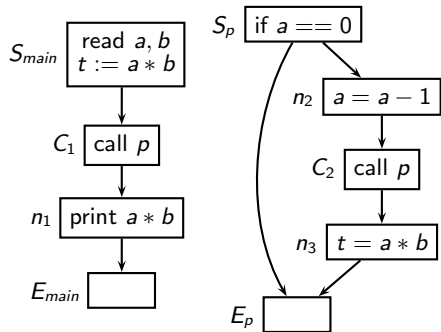 S_main
read a, b
t := a * b
C_1
call p
n_1
print a * b
E_main
S_p
if a == 0
n_2
a = a − 1
C_2
call p
n_3
t = a * b
E_p